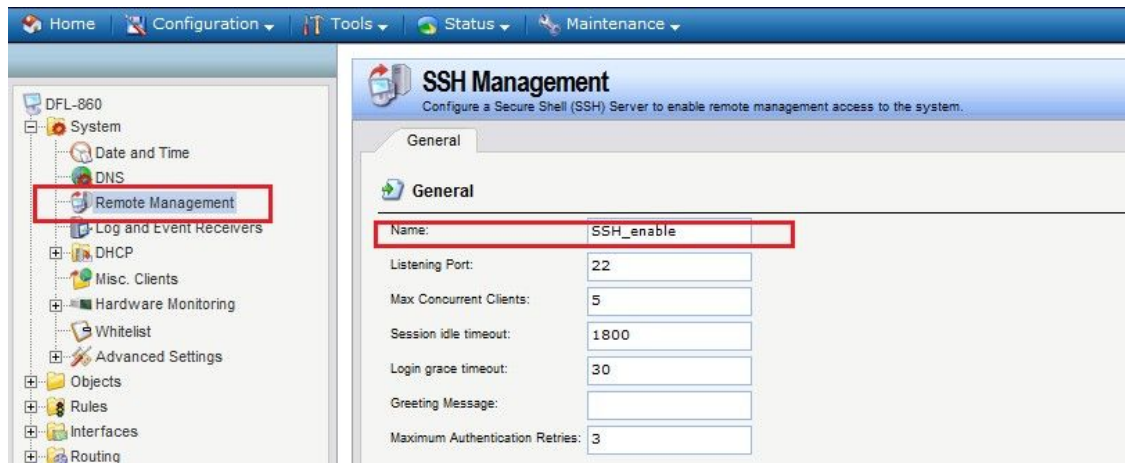 Home Configuration Tools Status Maintenance
DFL-860
System
Date and Time
DNS
Remote Management
Log and Event Receivers
DHCP
Misc. Clients
Hardware Monitoring
Whitelist
Advanced Settings
Objects
Rules
Interfaces
Routing
SSH Management
Configure a Secure Shell (SSH) Server to enable remote management access to the system.
General
General
Name: SSH_enable
Listening Port: 22
Max Concurrent Clients: 5
Session idle timeout: 1800
Login grace timeout: 30
Greeting Message:
Maximum Authentication Retries: 3